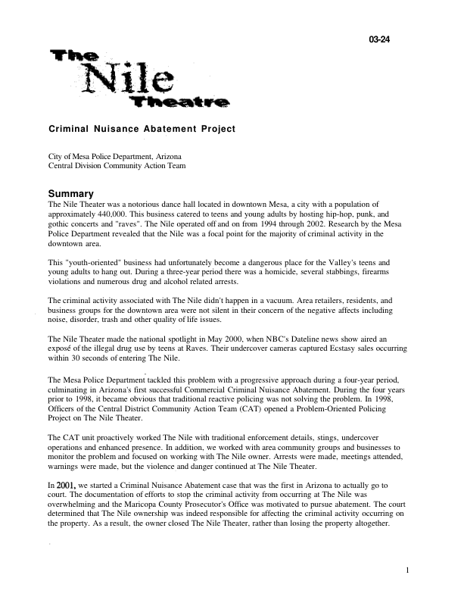 03-24
The
Nile
Theatre
Criminal Nuisance Abatement Project
City of Mesa Police Department, Arizona
Central Division Community Action Team
Summary
The Nile Theater was a notorious dance hall located in downtown Mesa, a city with a population of
approximately 440,000. This business catered to teens and young adults by hosting hip-hop, punk, and
gothic concerts and "raves". The Nile operated off and on from 1994 through 2002. Research by the Mesa
Police Department revealed that the Nile was a focal point for the majority of criminal activity in the
downtown area.
This "youth-oriented" business had unfortunately become a dangerous place for the Valley's teens and
young adults to hang out. During a three-year period there was a homicide, several stabbings, firearms
violations and numerous drug and alcohol related arrests.
The criminal activity associated with The Nile didn't happen in a vacuum. Area retailers, residents, and
business groups for the downtown area were not silent in their concern of the negative affects including
noise, disorder, trash and other quality of life issues.
The Nile Theater made the national spotlight in May 2000, when NBC's Dateline news show aired an
exposé of the illegal drug use by teens at Raves. Their undercover cameras captured Ecstasy sales occurring
within 30 seconds of entering The Nile.
The Mesa Police Department tackled this problem with a progressive approach during a four-year period,
culminating in Arizona's first successful Commercial Criminal Nuisance Abatement. During the four years
prior to 1998, it became obvious that traditional reactive policing was not solving the problem. In 1998,
Officers of the Central District Community Action Team (CAT) opened a Problem-Oriented Policing
Project on The Nile Theater.
The CAT unit proactively worked The Nile with traditional enforcement details, stings, undercover
operations and enhanced presence. In addition, we worked with area community groups and businesses to
monitor the problem and focused on working with The Nile owner. Arrests were made, meetings attended,
warnings were made, but the violence and danger continued at The Nile Theater.
In 2001, we started a Criminal Nuisance Abatement case that was the first in Arizona to actually go to
court. The documentation of efforts to stop the criminal activity from occurring at The Nile was
overwhelming and the Maricopa County Prosecutor's Office was motivated to pursue abatement. The court
determined that The Nile ownership was indeed responsible for affecting the criminal activity occurring on
the property. As a result, the owner closed The Nile Theater, rather than losing the property altogether.
1